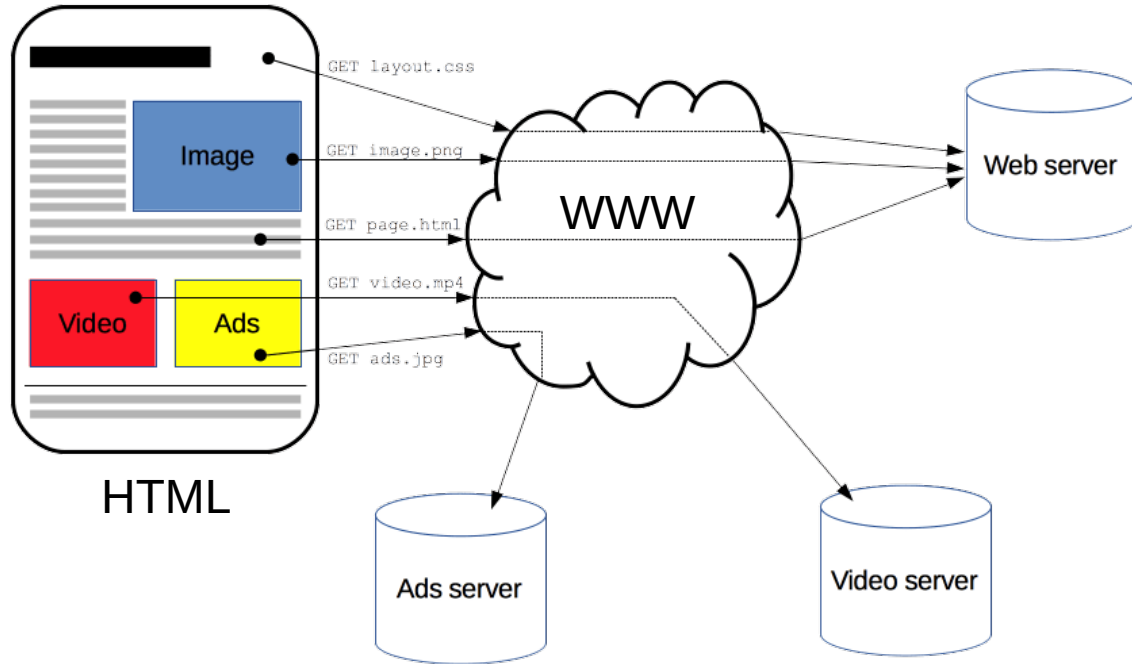 GET layout.css
Image
GET image.png
WWW
Web server
GET page.html
GET video.mp4
Video
Ads
GET ads.jpg
HTML
Ads server
Video server